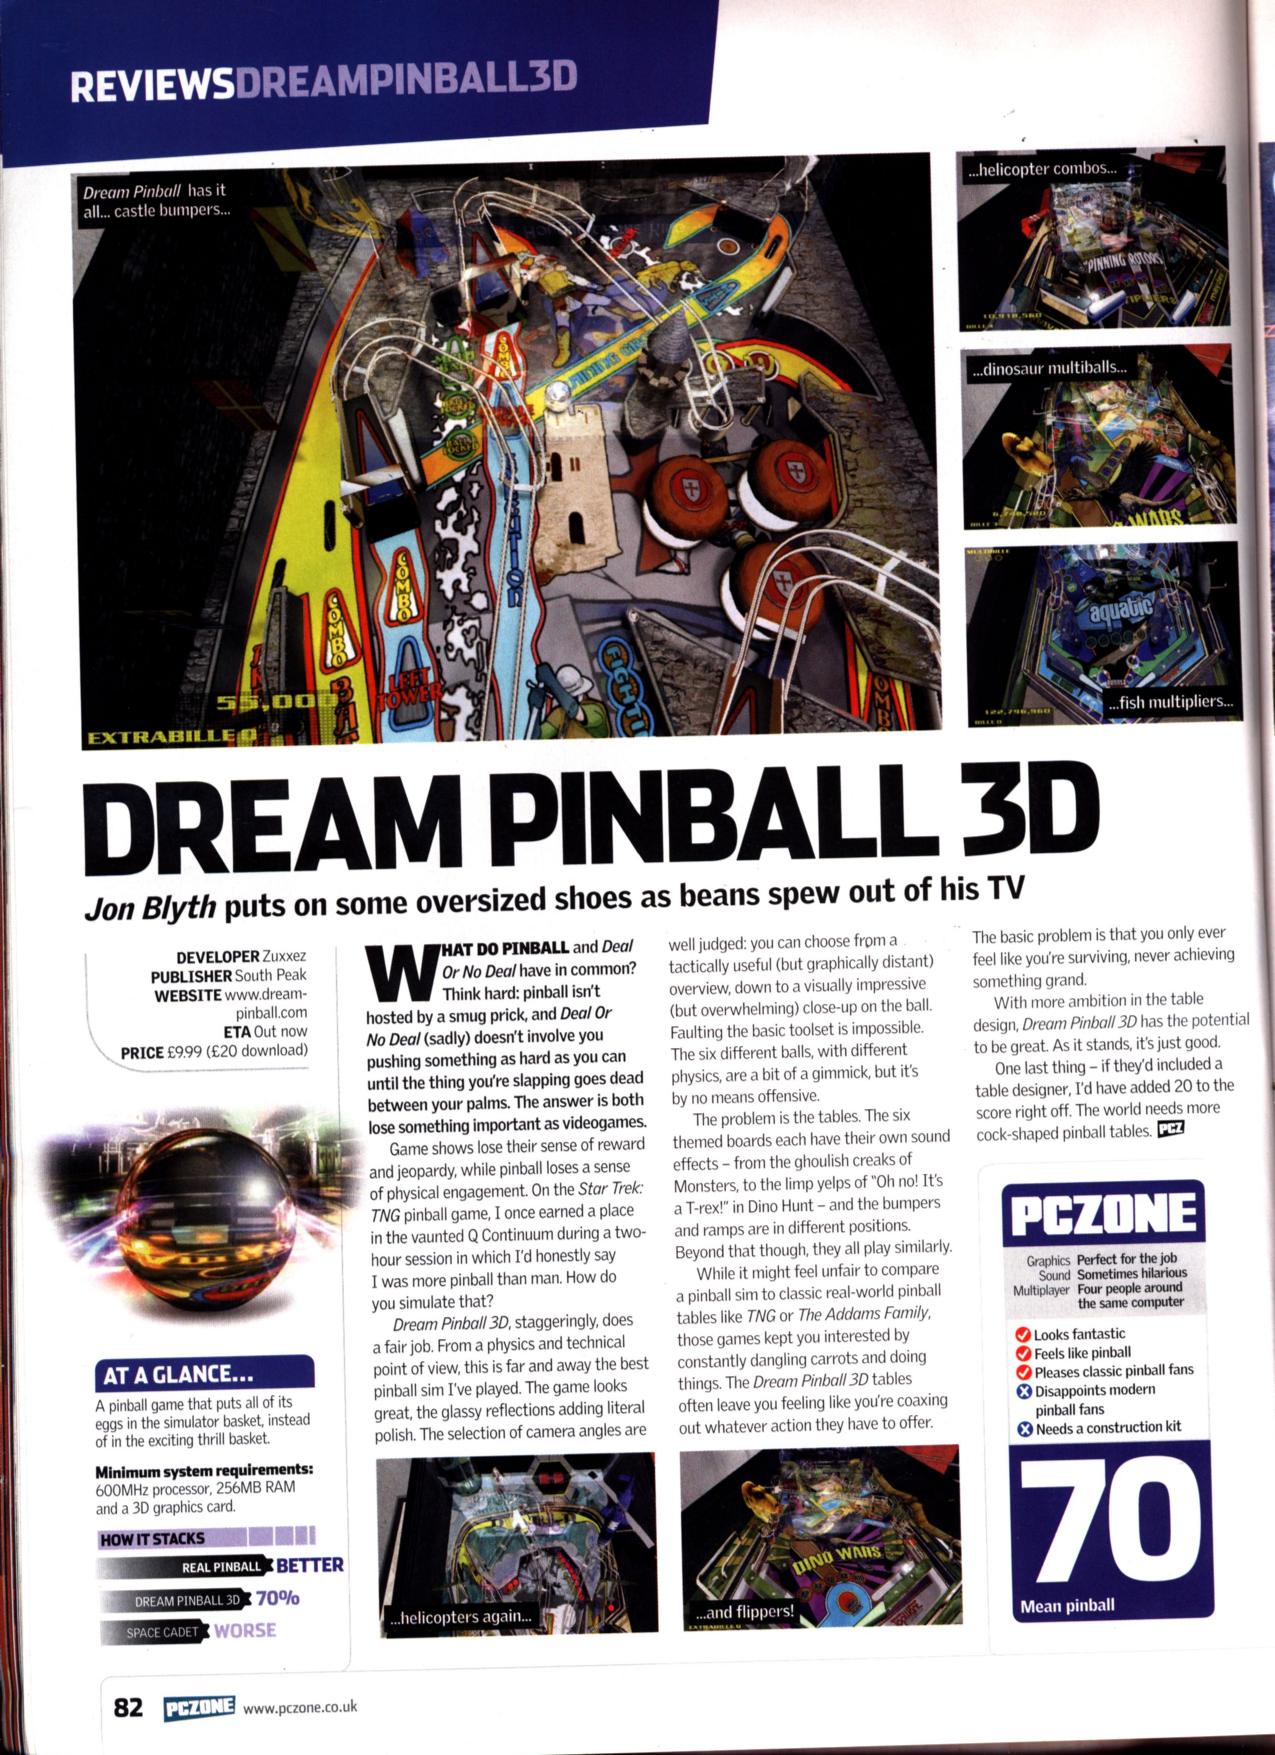 REVIEWSDREAMPINBALL3D
Dream Pinball has it
all... castle bumpers...
55,000
EXTRABILLE 0
COMBO
COMBO
LEFT
TOWER
...helicopter combos...
...dinosaur multiballs...
aquatic
...fish multipliers...
DREAM PINBALL 3D
Jon Blyth puts on some oversized shoes as beans spew out of his TV
DEVELOPER Zuxxez
PUBLISHER South Peak
WEBSITE www.dream-
pinball.com
ETA Out now
PRICE £9.99 (£20 download)
AT A GLANCE...
A pinball game that puts all of its
eggs in the simulator basket, instead
of in the exciting thrill basket.
Minimum system requirements:
600MHz processor, 256MB RAM
and a 3D graphics card.
HOW IT STACKS
REAL PINBALL BETTER
DREAM PINBALL 3D 70%
SPACE CADET WORSE
WHAT DO PINBALL and Deal
Or No Deal have in common?
Think hard: pinball isn't
hosted by a smug prick, and Deal Or
No Deal (sadly) doesn't involve you
pushing something as hard as you can
until the thing you're slapping goes dead
between your palms. The answer is both
lose something important as videogames.
Game shows lose their sense of reward
and jeopardy, while pinball loses a sense
of physical engagement. On the Star Trek:
TNG pinball game, I once earned a place
in the vaunted Q Continuum during a two-
hour session in which I'd honestly say
I was more pinball than man. How do
you simulate that?
Dream Pinball 3D, staggeringly, does
a fair job. From a physics and technical
point of view, this is far and away the best
pinball sim I've played. The game looks
great, the glassy reflections adding literal
polish. The selection of camera angles are
well judged: you can choose from a
tactically useful (but graphically distant)
overview, down to a visually impressive
(but overwhelming) close-up on the ball.
Faulting the basic toolset is impossible.
The six different balls, with different
physics, are a bit of a gimmick, but it's
by no means offensive.
The problem is the tables. The six
themed boards each have their own sound
effects – from the ghoulish creaks of
Monsters, to the limp yelps of "Oh no! It's
a T-rex!" in Dino Hunt – and the bumpers
and ramps are in different positions.
Beyond that though, they all play similarly.
While it might feel unfair to compare
a pinball sim to classic real-world pinball
tables like TNG or The Addams Family,
those games kept you interested by
constantly dangling carrots and doing
things. The Dream Pinball 3D tables
often leave you feeling like you're coaxing
out whatever action they have to offer.
The basic problem is that you only ever
feel like you're surviving, never achieving
something grand.
With more ambition in the table
design, Dream Pinball 3D has the potential
to be great. As it stands, it's just good.
One last thing – if they'd included a
table designer, I'd have added 20 to the
score right off. The world needs more
cock-shaped pinball tables. PCZ
PCZONE
Graphics Perfect for the job
Sound Sometimes hilarious
Multiplayer Four people around
the same computer
Looks fantastic
Feels like pinball
Pleases classic pinball fans
Disappoints modern
pinball fans
Needs a construction kit
70
Mean pinball
...helicopters again...
DINO WARS
...and flippers!
82 PCZONE www.pczone.co.uk